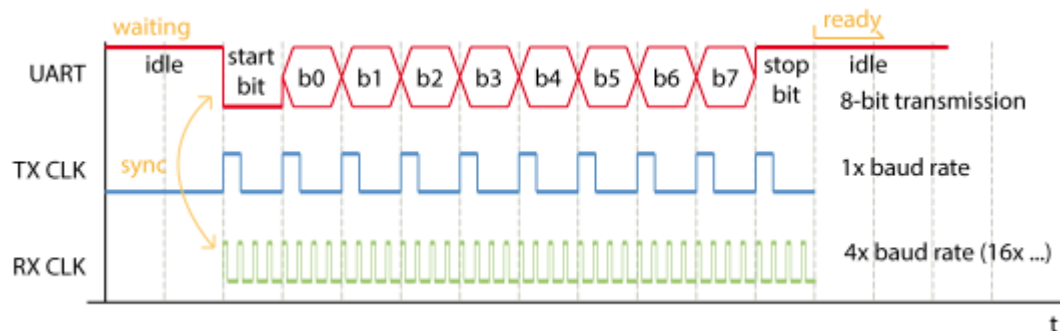 waiting
ready
UART
idle
start
bit
b0
b1
b2
b3
b4
b5
b6
b7
stop
bit
idle
8-bit transmission
sync
TX CLK
1x baud rate
RX CLK
4x baud rate (16x ...)
t